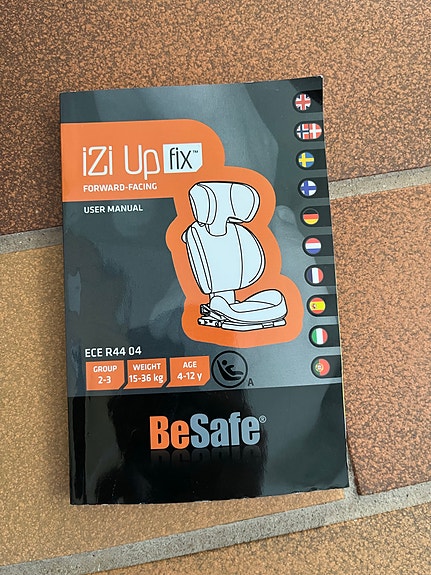 iZi Up fix™
FORWARD-FACING
USER MANUAL
ECE R44 04
GROUP
2-3
WEIGHT
15-36 kg
AGE
4-12 y
A
BeSafe®